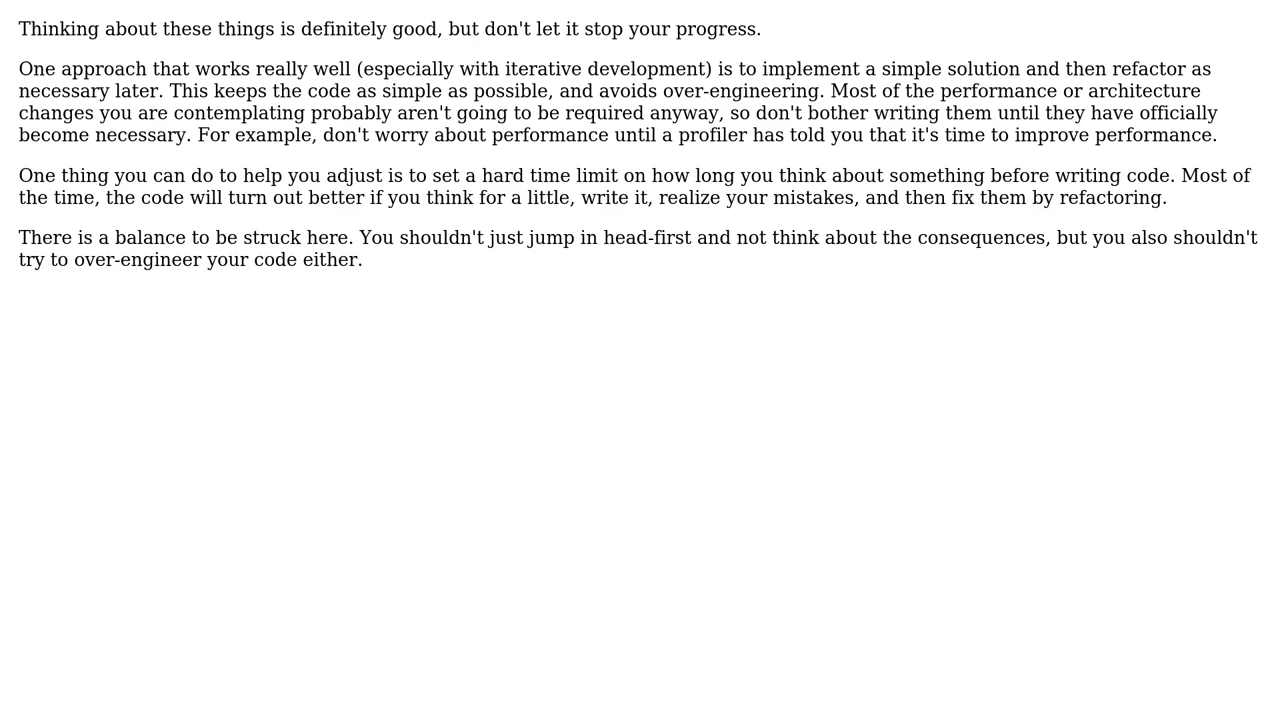 Thinking about these things is definitely good, but don't let it stop your progress.
One approach that works really well (especially with iterative development) is to implement a simple solution and then refactor as
necessary later. This keeps the code as simple as possible, and avoids over-engineering. Most of the performance or architecture
changes you are contemplating probably aren't going to be required anyway, so don't bother writing them until they have officially
become necessary. For example, don't worry about performance until a profiler has told you that it's time to improve performance.
One thing you can do to help you adjust is to set a hard time limit on how long you think about something before writing code. Most of
the time, the code will turn out better if you think for a little, write it, realize your mistakes, and then fix them by refactoring.
There is a balance to be struck here. You shouldn't just jump in head-first and not think about the consequences, but you also shouldn't
try to over-engineer your code either.